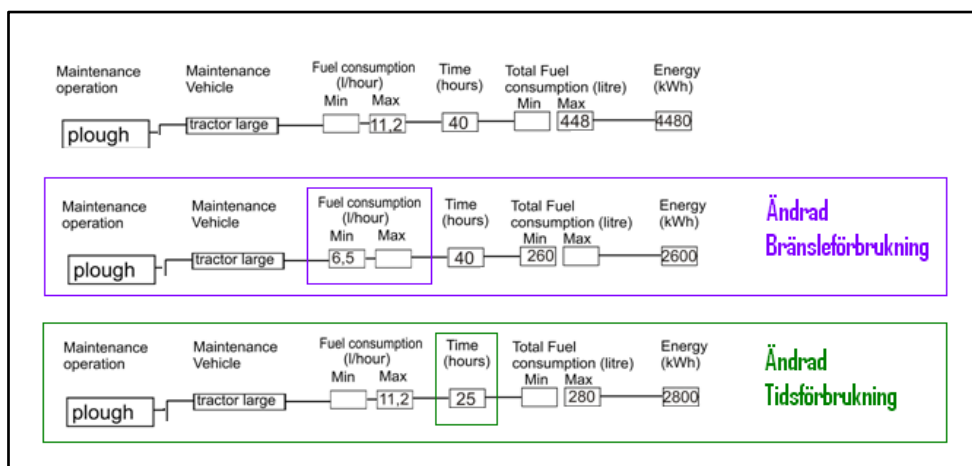 Maintenance operation
Maintenance Vehicle
Fuel consumption (l/hour)
Min Max
Time (hours)
Total Fuel consumption (litre)
Min Max
Energy (kWh)
plough tractor large 11,2 40 448 4480
Maintenance operation
Maintenance Vehicle
Fuel consumption (l/hour)
Min Max
Time (hours)
Total Fuel consumption (litre)
Min Max
Energy (kWh)
Ändrad
Bränsleförbrukning
plough tractor large 6,5 40 260 2600
Maintenance operation
Maintenance Vehicle
Fuel consumption (l/hour)
Min Max
Time (hours)
Total Fuel consumption (litre)
Min Max
Energy (kWh)
Ändrad
Tidsförbrukning
plough tractor large 11,2 25 280 2800